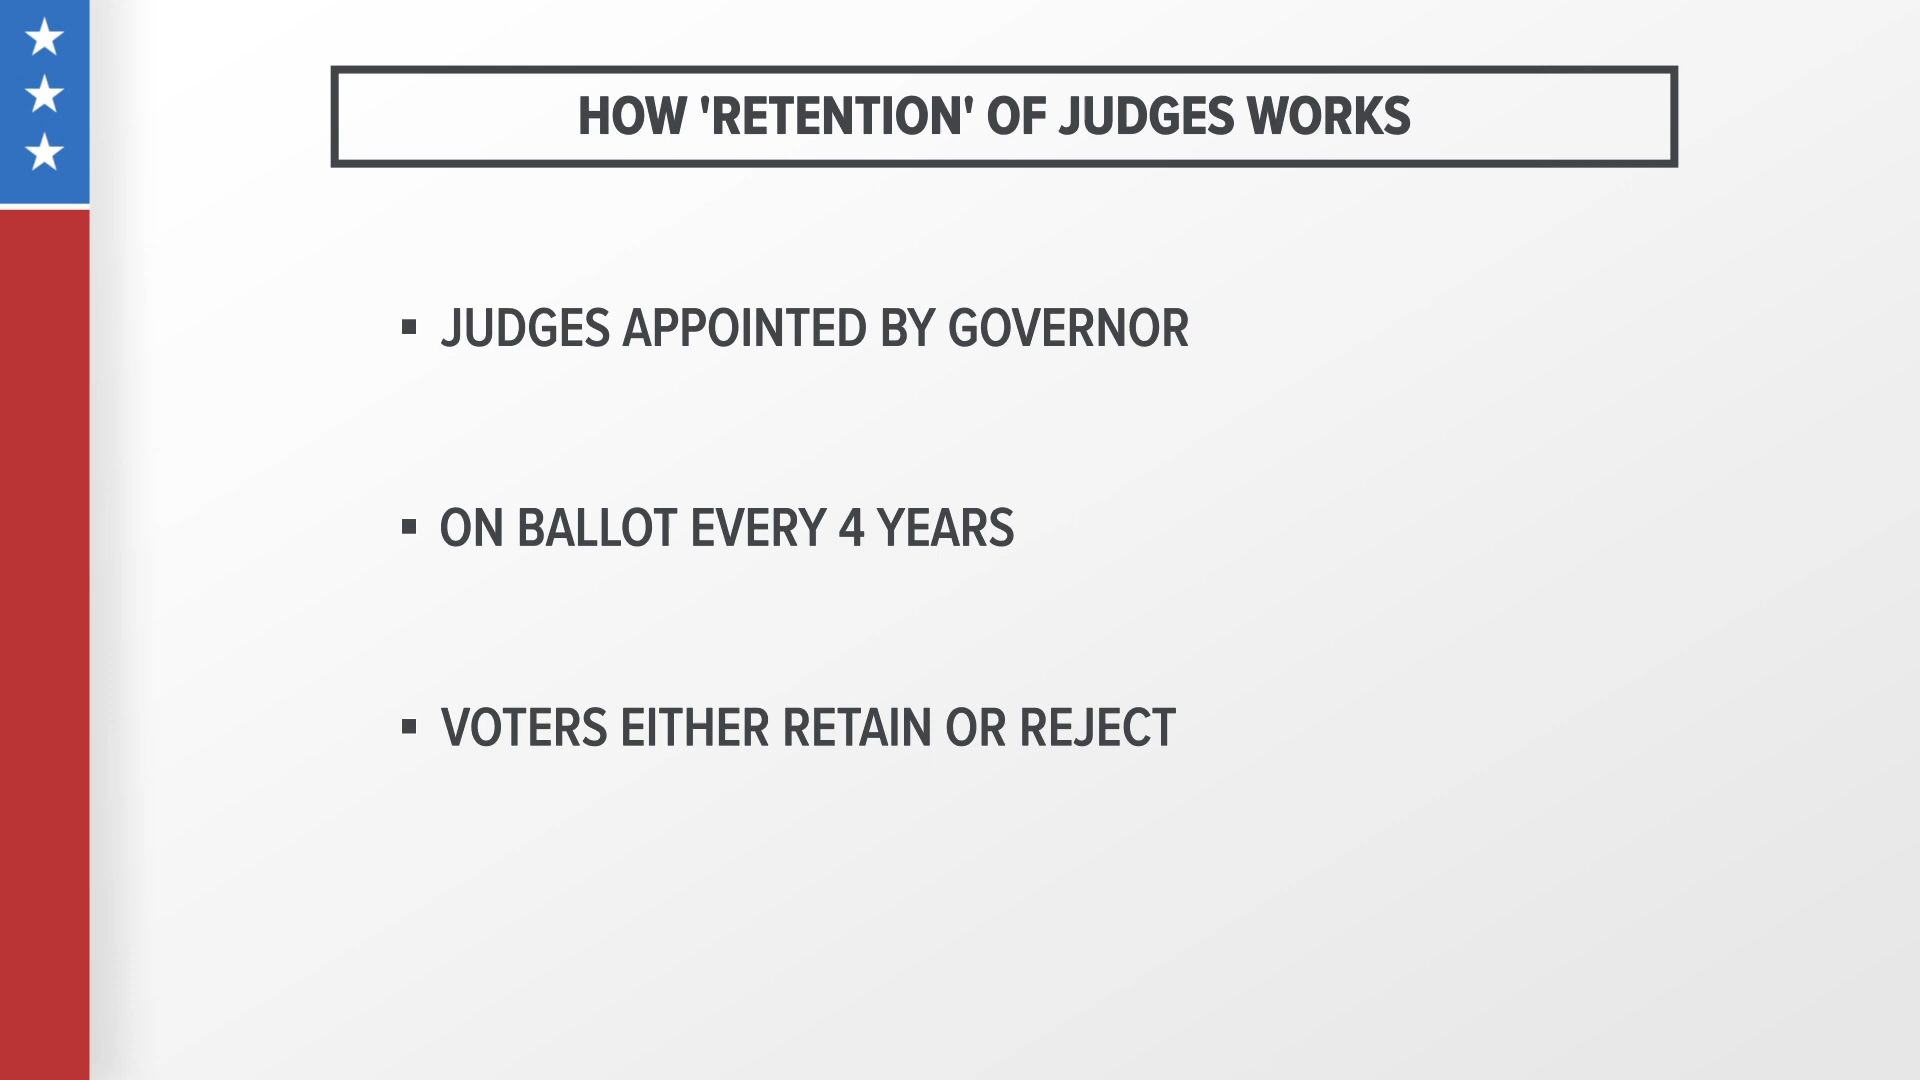 HOW 'RETENTION' OF JUDGES WORKS
▪ JUDGES APPOINTED BY GOVERNOR
▪ ON BALLOT EVERY 4 YEARS
▪ VOTERS EITHER RETAIN OR REJECT